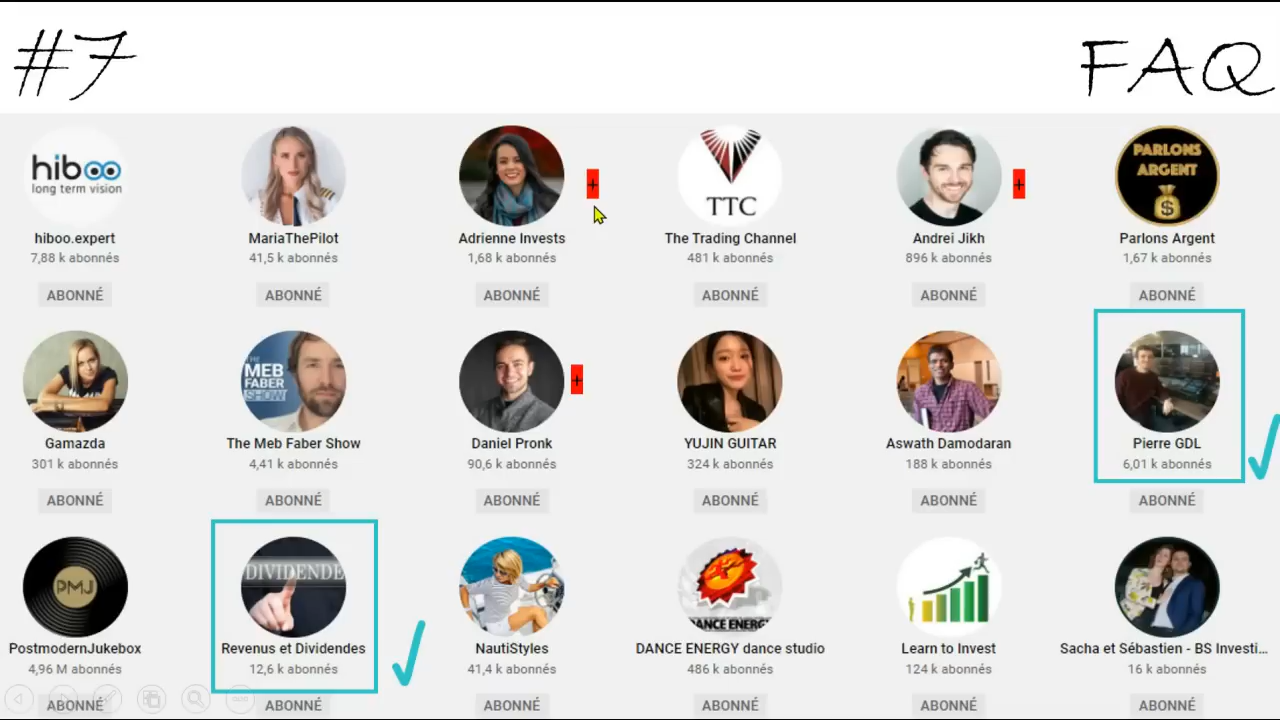 #7
FAQ
hiboo
long term vision
TTC
PARLONS
ARGENT
$
+
+
hiboo.expert
MariaThePilot
Adrienne Invests
The Trading Channel
Andrei Jikh
Parlons Argent
7,88 k abonnés
41,5 k abonnés
1,68 k abonnés
481 k abonnés
896 k abonnés
1,67 k abonnés
ABONNÉ
ABONNÉ
ABONNÉ
ABONNÉ
ABONNÉ
ABONNÉ
THE
MEB
FABER
SHOW
+
Gamazda
The Meb Faber Show
Daniel Pronk
YUJIN GUITAR
Aswath Damodaran
Pierre GDL
301 k abonnés
4,41 k abonnés
90,6 k abonnés
324 k abonnés
188 k abonnés
6,01 k abonnés
ABONNÉ
ABONNÉ
ABONNÉ
ABONNÉ
ABONNÉ
ABONNÉ
PMJ
DIVIDENDE
DANCE ENERG
PostmodernJukebox
Revenus et Dividendes
NautiStyles
DANCE ENERGY dance studio
Learn to Invest
Sacha et Sébastien - BS Investi...
4,96 M abonnés
12,6 k abonnés
41,4 k abonnés
486 k abonnés
124 k abonnés
16 k abonnés
ABONNÉ
ABONNÉ
ABONNÉ
ABONNÉ
ABONNÉ
ABONNÉ